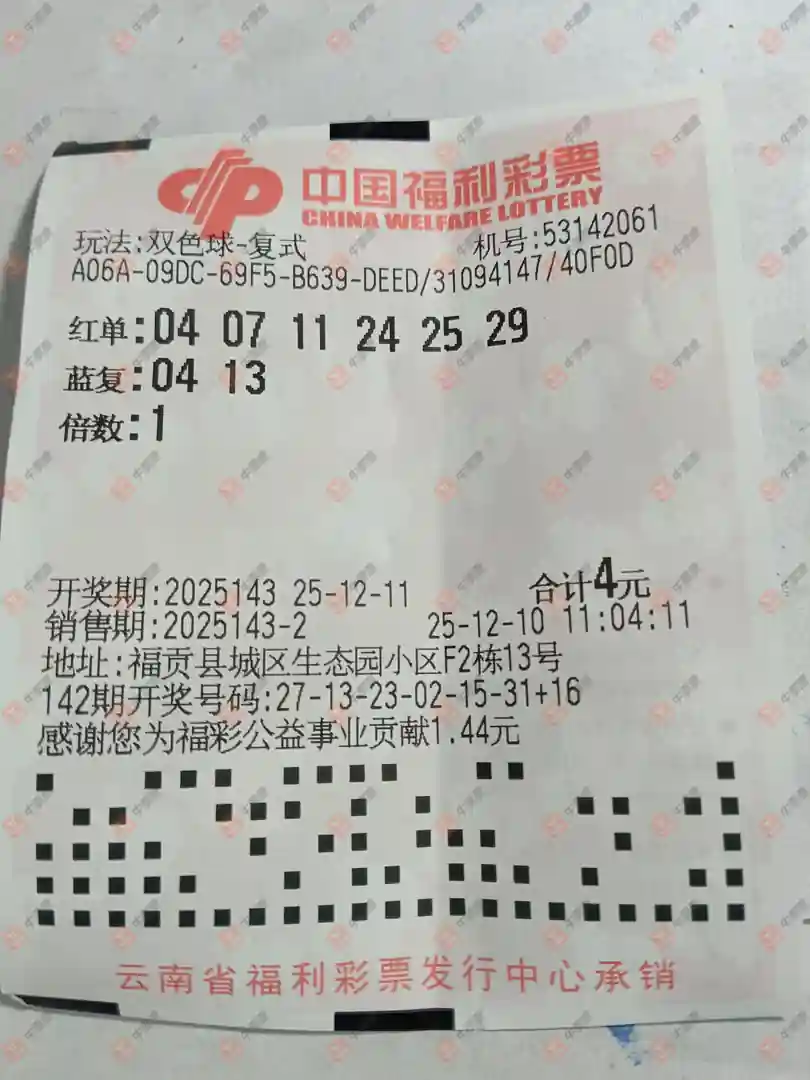 中国福利彩票
CHINA WELFARE LOTTERY
玩法:双色球-复式 机号:53142061
A06A-09DC-69F5-B639-DEED/31094147/40F0D
红单:04 07 11 24 25 29
蓝复:04 13
倍数:1
开奖期:2025143 25-12-11 合计4元
销售期:2025143-2 25-12-10 11:04:11
地址:福贡县城区生态园小区F2栋13号
142期开奖号码:27-13-23-02-15-31+16
感谢您为福彩公益事业贡献1.44元
云南省福利彩票发行中心承销